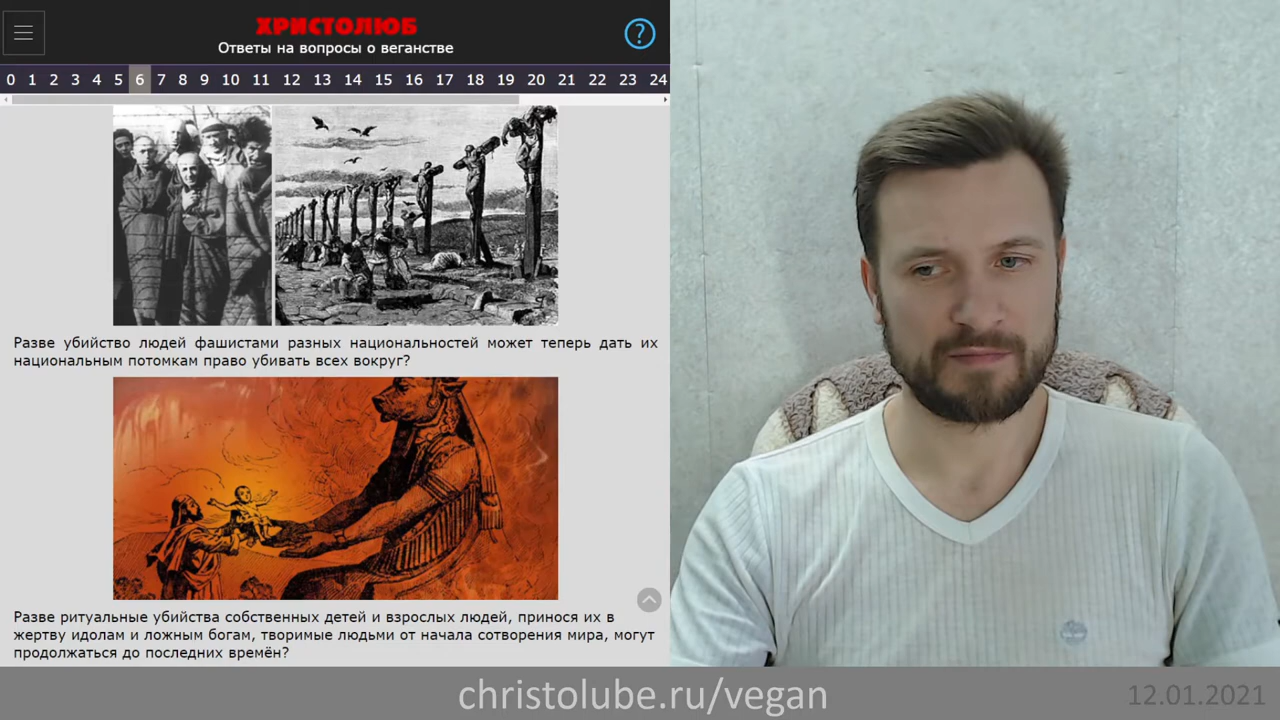 ХРИСТОЛЮБ
Ответы на вопросы о веганстве
?
0 1 2 3 4 5 6 7 8 9 10 11 12 13 14 15 16 17 18 19 20 21 22 23 24
Разве убийство людей фашистами разных национальностей может теперь дать их
национальным потомкам право убивать всех вокруг?
Разве ритуальные убийства собственных детей и взрослых людей, принося их в
жертву идолам и ложным богам, творимые людьми от начала сотворения мира, могут
продолжаться до последних времён?
christolube.ru/vegan
12.01.2021